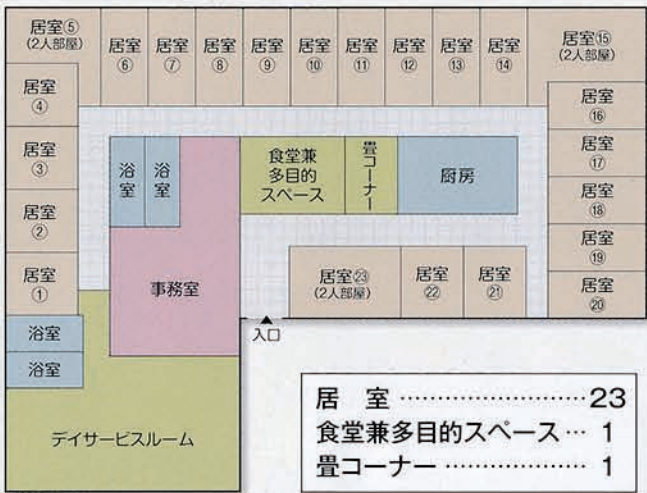 居室⑤
(2人部屋)
居室
⑥
居室
⑦
居室
⑧
居室
⑨
居室
⑩
居室
⑪
居室
⑫
居室
⑬
居室
⑭
居室⑮
(2人部屋)
居室
④
居室
③
居室
②
居室
①
浴室
浴室
食堂兼
多目的
スペース
畳コーナー
厨房
居室
⑯
居室
⑰
居室
⑱
居室
⑲
居室
⑳
事務室
居室㉓
(2人部屋)
居室
㉒
居室
㉑
入口
浴室
浴室
デイサービスルーム
居 室 ························ 23
食堂兼多目的スペース ··· 1
畳コーナー ·················· 1